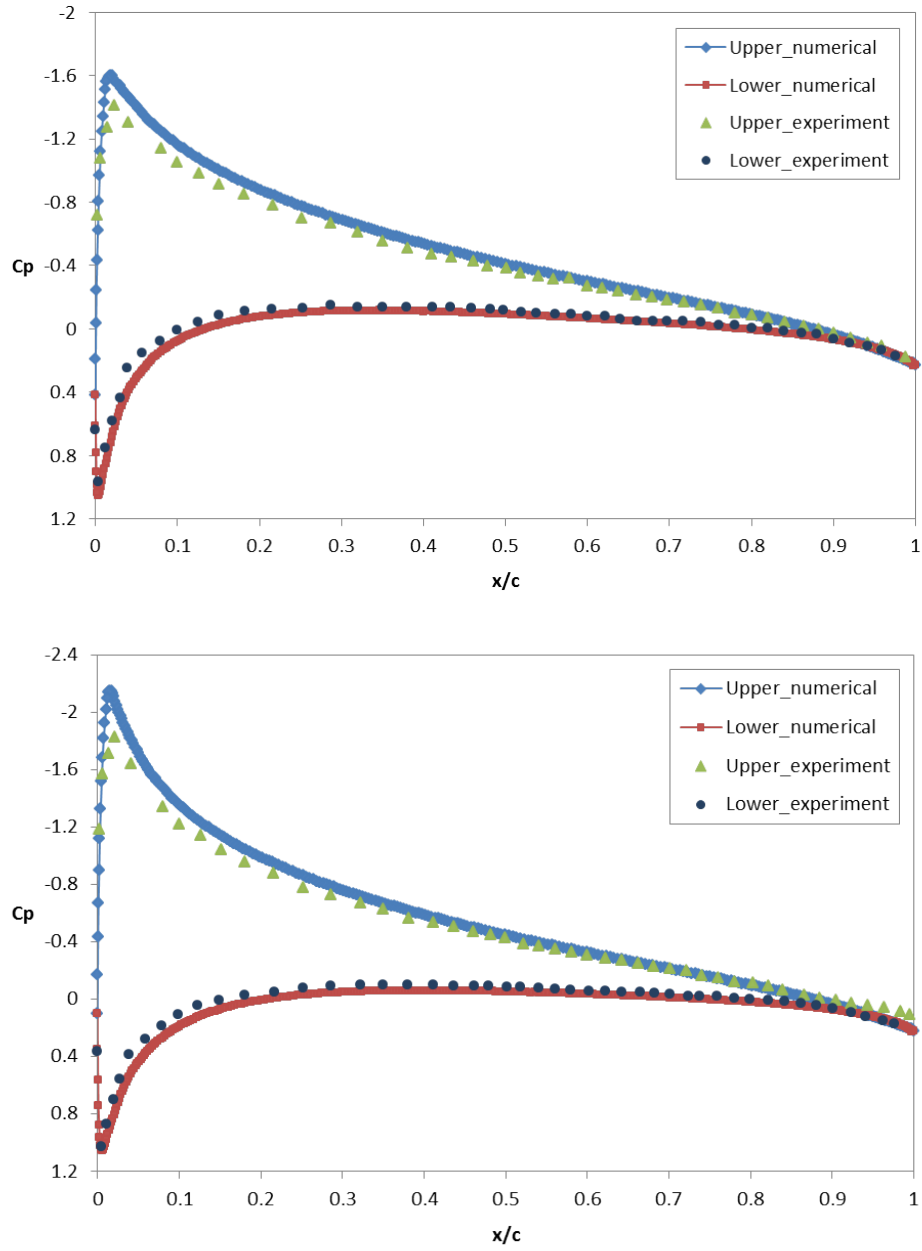 -2
-1.6
-1.2
-0.8
-0.4
0
0.4
0.8
1.2
Cp
0 0.1 0.2 0.3 0.4 0.5 0.6 0.7 0.8 0.9 1
x/c
Upper_numerical
Lower_numerical
Upper_experiment
Lower_experiment
-2.4
-2
-1.6
-1.2
-0.8
-0.4
0
0.4
0.8
1.2
Cp
0 0.1 0.2 0.3 0.4 0.5 0.6 0.7 0.8 0.9 1
x/c
Upper_numerical
Lower_numerical
Upper_experiment
Lower_experiment